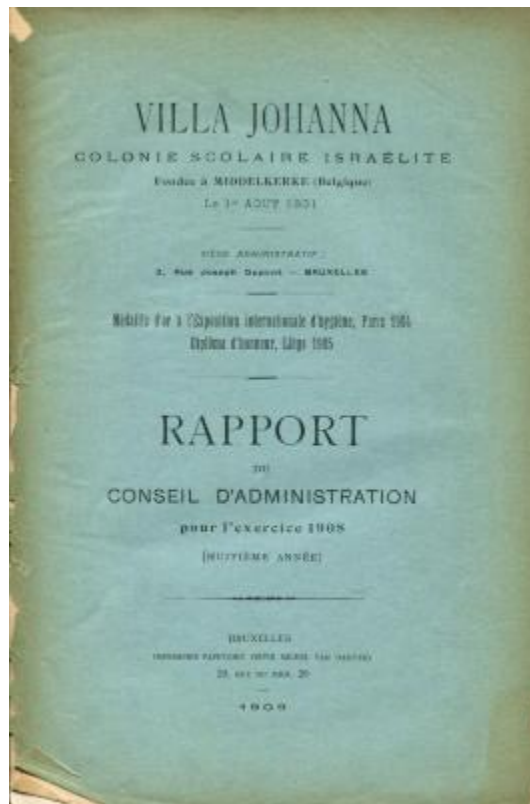 VILLA JOHANNA
COLONIE SCOLAIRE ISRAÉLITE
Fondée à MIDDELKERKE (Belgique)
Le 1er AOUT 1901
SIÈGE ADMINISTRATIF :
2, Rue Joseph Dupont — BRUXELLES
Médaille d'or à l'Exposition internationale d'hygiène, Paris 1904
Diplôme d'honneur, Liège 1905
RAPPORT
DU
CONSEIL D'ADMINISTRATION
pour l'exercice 1908
[HUITIÈME ANNÉE]
BRUXELLES
1909